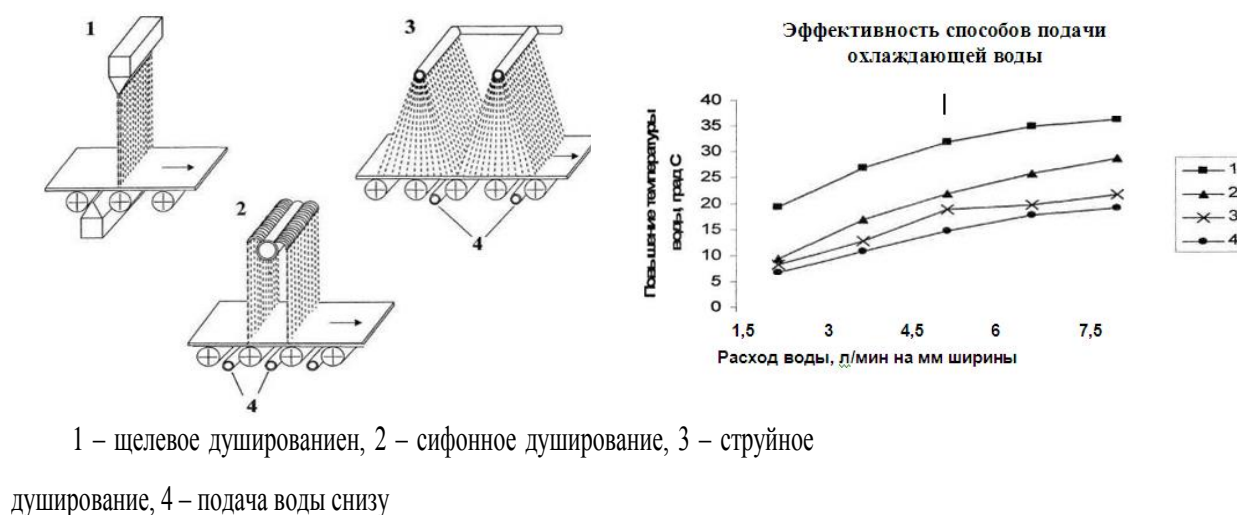 1
3
2
4
4
Эффективность способов подачи
охлаждающей воды
Повышение температуры
воды, град С
40
35
30
25
20
15
10
5
0
1,5 3 4,5 6 7,5
Расход воды, л/мин на мм ширины
1
2
3
4
1 – щелевое душированиен, 2 – сифонное душирование, 3 – струйное
душирование, 4 – подача воды снизу